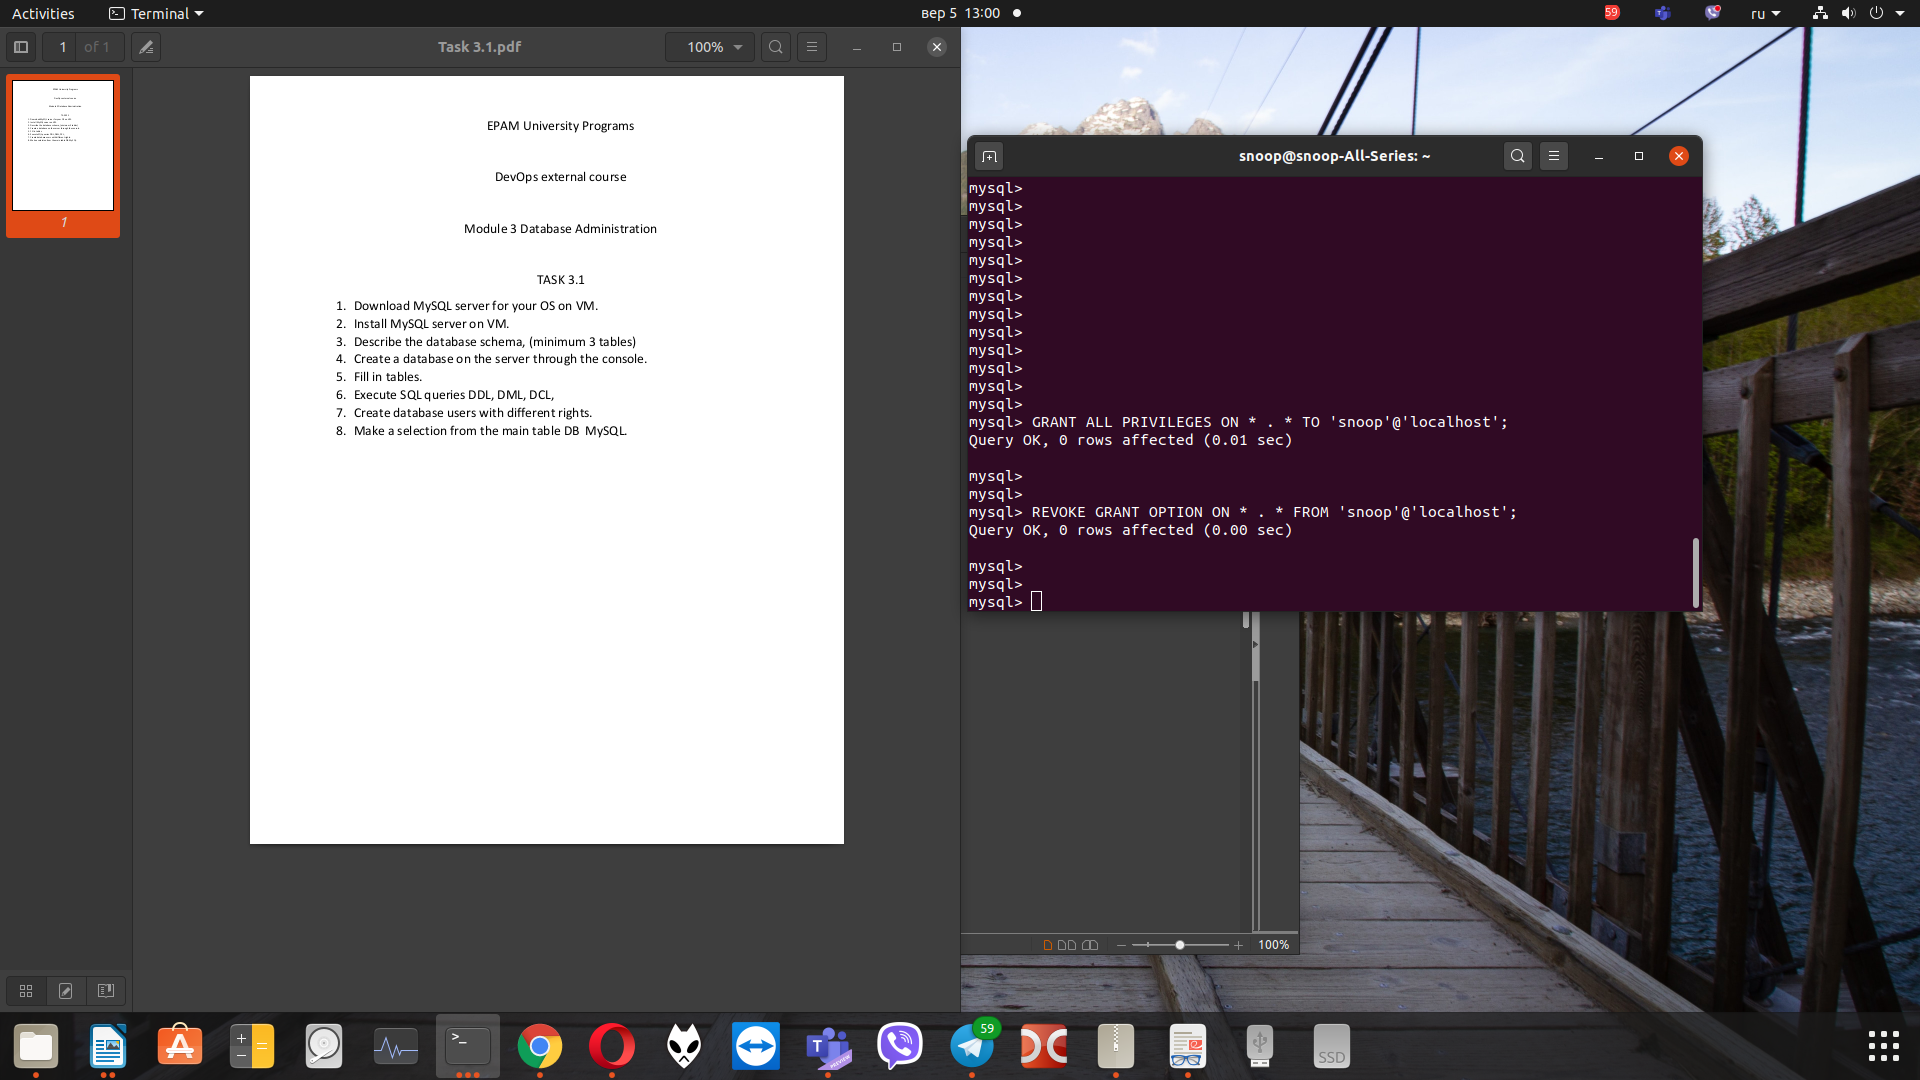 Activities
Terminal
вер 5 13:00
59
ru
1 of 1
Task 3.1.pdf
100%
1
EPAM University Programs
DevOps external course
Module 3 Database Administration
TASK 3.1
1. Download MySQL server for your OS on VM.
2. Install MySQL server on VM.
3. Describe the database schema, (minimum 3 tables)
4. Create a database on the server through the console.
5. Fill in tables.
6. Execute SQL queries DDL, DML, DCL,
7. Create database users with different rights.
8. Make a selection from the main table DB MySQL.
snoop@snoop-All-Series: ~
mysql>
mysql>
mysql>
mysql>
mysql>
mysql>
mysql>
mysql>
mysql>
mysql>
mysql>
mysql>
mysql>
mysql> GRANT ALL PRIVILEGES ON * . * TO 'snoop'@'localhost';
Query OK, 0 rows affected (0.01 sec)
mysql>
mysql>
mysql> REVOKE GRANT OPTION ON * . * FROM 'snoop'@'localhost';
Query OK, 0 rows affected (0.00 sec)
mysql>
mysql>
mysql>
100%
59
PREVIEW
SSD